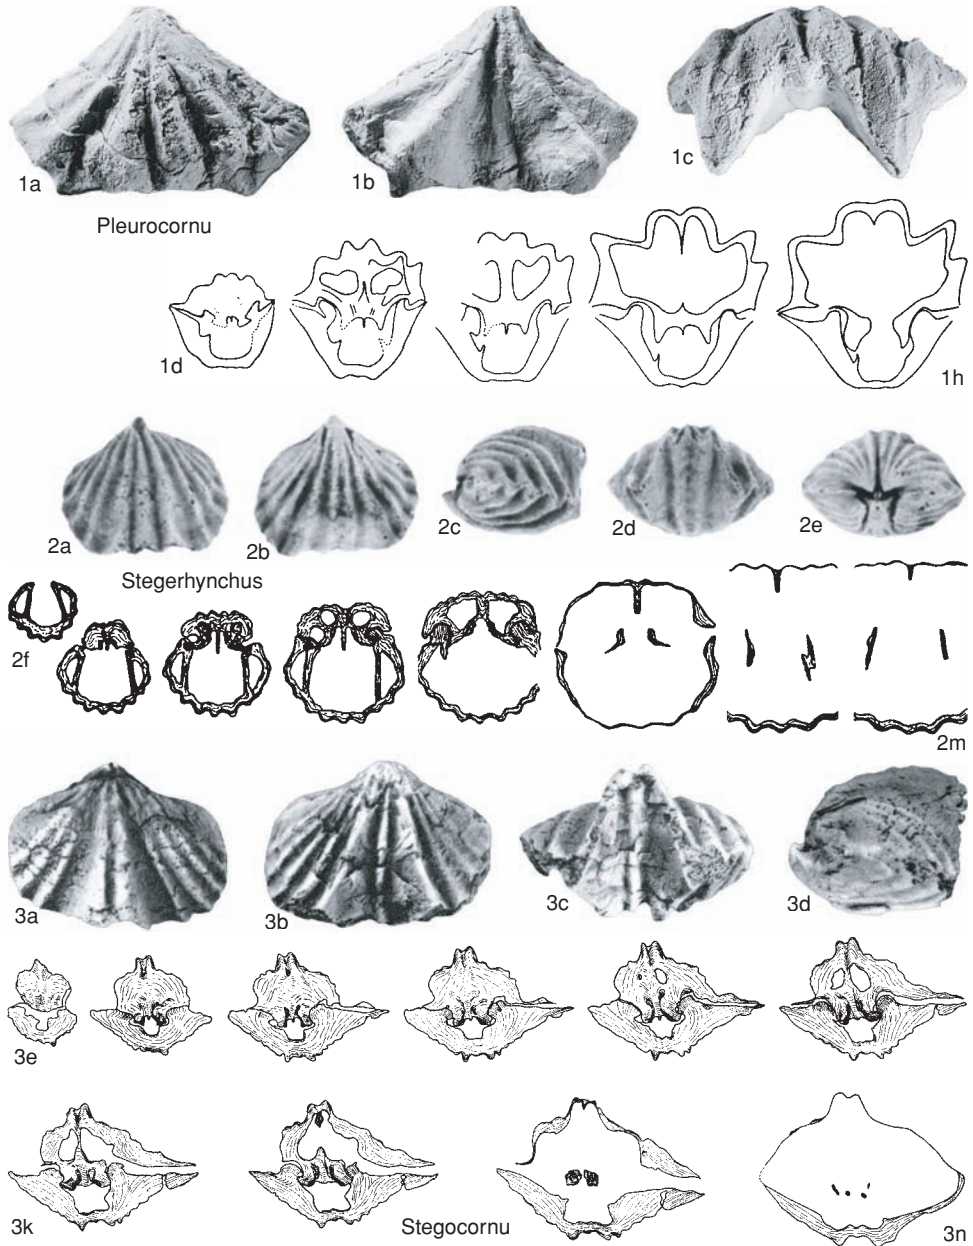 1a
1b
1c
Pleurocornu
1d
1h
2a
2b
2c
2d
2e
Stegerhynchus
2f
2m
3a
3b
3c
3d
3e
3k
Stegocornu
3n